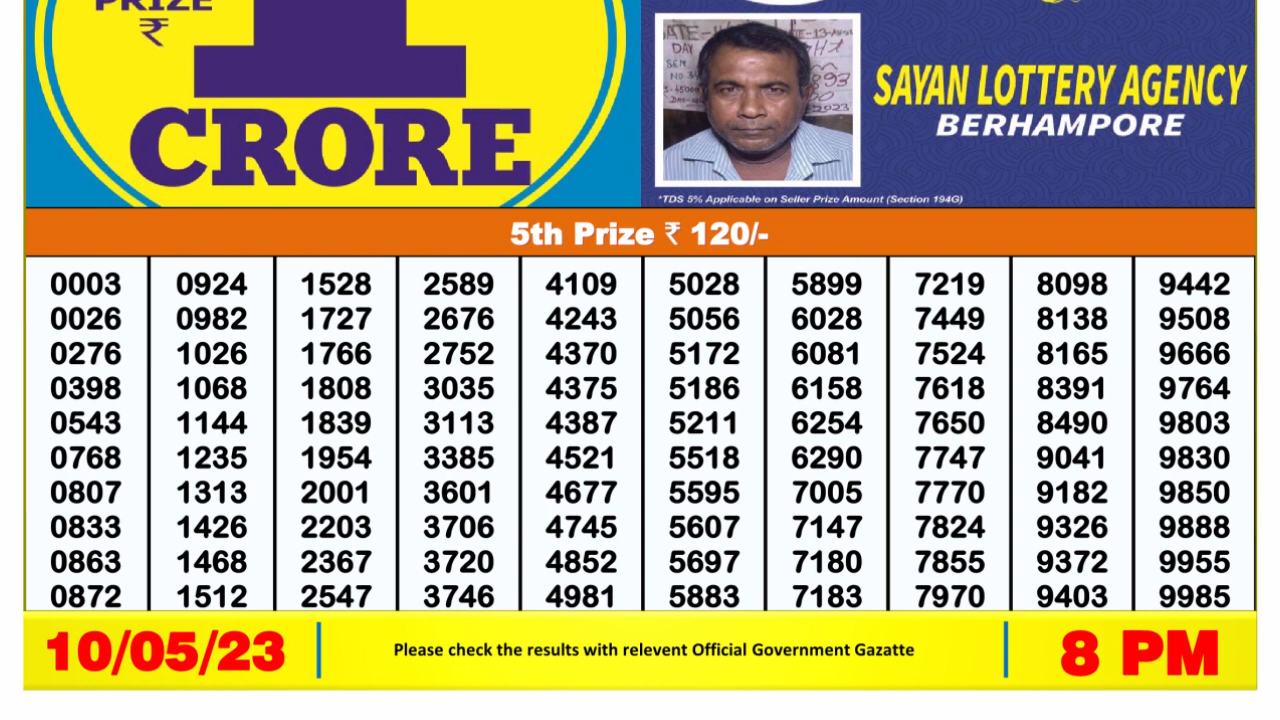 PRIZE
₹
1
CRORE
DAY
SAYAN LOTTERY AGENCY
BERHAMPORE
*TDS 5% Applicable on Seller Prize Amount (Section 194G)
5th Prize ₹ 120/-
0003 0924 1528 2589 4109 5028 5899 7219 8098 9442
0026 0982 1727 2676 4243 5056 6028 7449 8138 9508
0276 1026 1766 2752 4370 5172 6081 7524 8165 9666
0398 1068 1808 3035 4375 5186 6158 7618 8391 9764
0543 1144 1839 3113 4387 5211 6254 7650 8490 9803
0768 1235 1954 3385 4521 5518 6290 7747 9041 9830
0807 1313 2001 3601 4677 5595 7005 7770 9182 9850
0833 1426 2203 3706 4745 5607 7147 7824 9326 9888
0863 1468 2367 3720 4852 5697 7180 7855 9372 9955
0872 1512 2547 3746 4981 5883 7183 7970 9403 9985
10/05/23 Please check the results with relevent Official Government Gazatte 8 PM